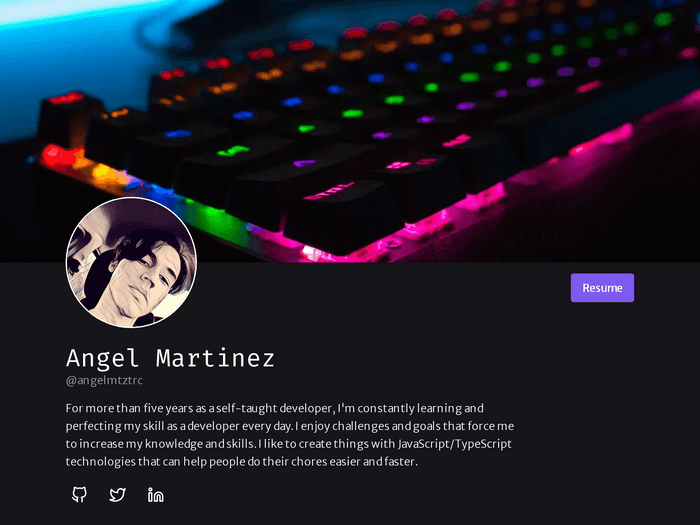 Resume
Angel Martinez
@angelmtztrc
For more than five years as a self-taught developer, I'm constantly learning and
perfecting my skill as a developer every day. I enjoy challenges and goals that force me
to increase my knowledge and skills. I like to create things with JavaScript/TypeScript
technologies that can help people do their chores easier and faster.